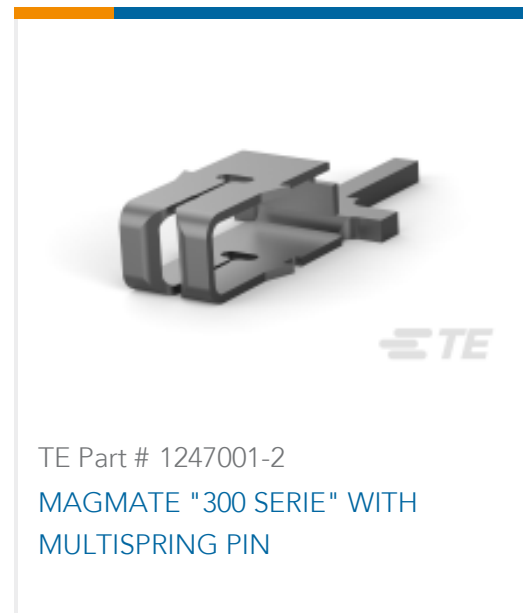 TE
TE Part # 1247001-2
MAGMATE "300 SERIE" WITH
MULTISPRING PIN